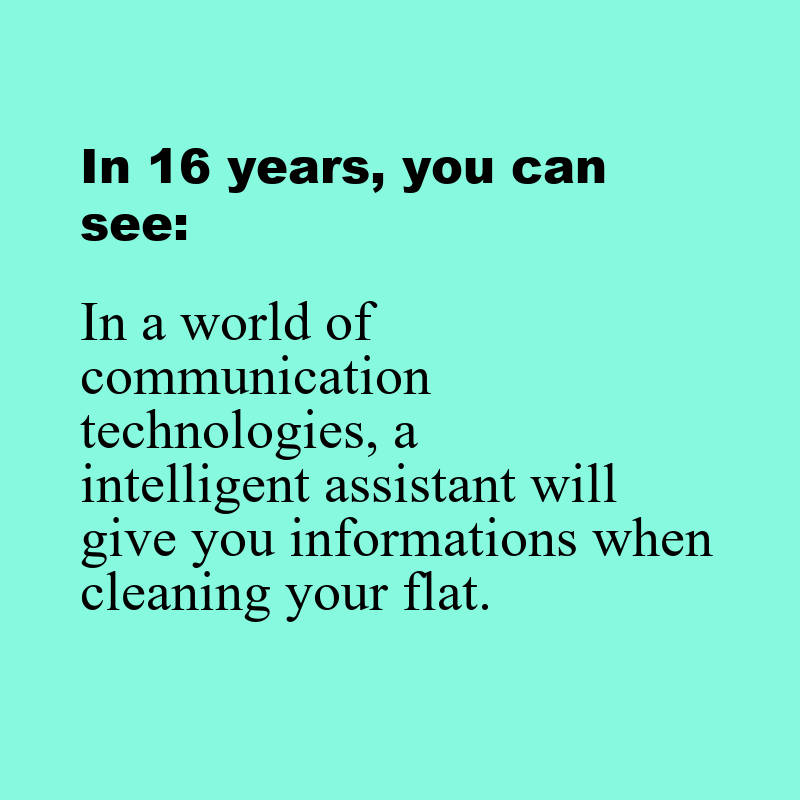 In 16 years, you can
see:
In a world of
communication
technologies, a
intelligent assistant will
give you informations when
cleaning your flat.